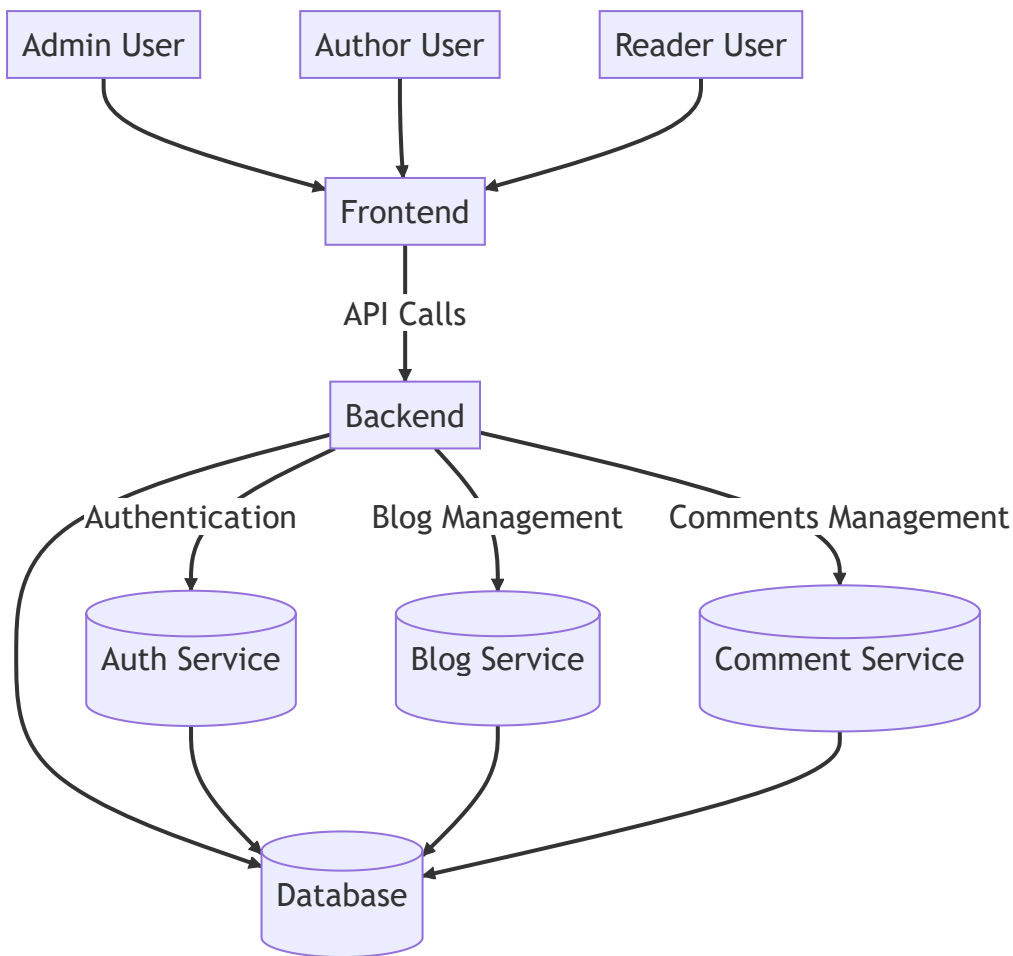 Admin User
Author User
Reader User
Frontend
API Calls
Backend
Authentication
Blog Management
Comments Management
Auth Service
Blog Service
Comment Service
Database